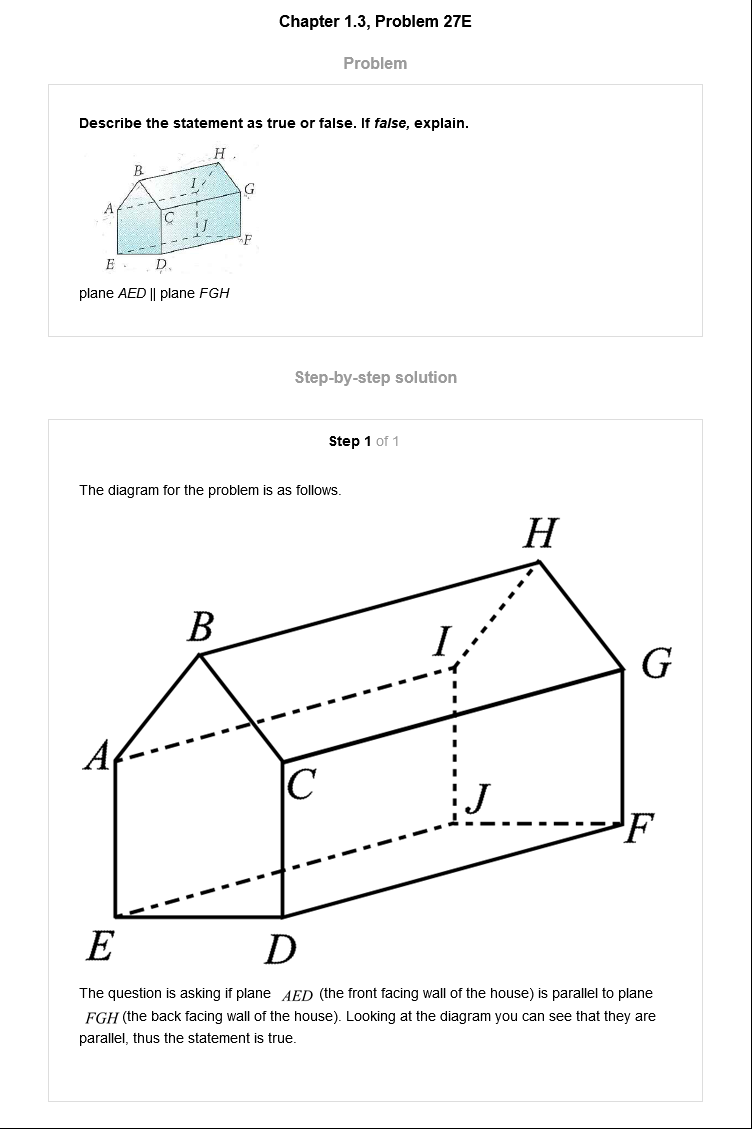 Chapter 1.3, Problem 27E
Problem
Describe the statement as true or false. If false, explain.
H
B
I
G
A
C
J
F
E
D
plane AED || plane FGH
Step-by-step solution
Step 1 of 1
The diagram for the problem is as follows.
H
B
I
G
A
C
J
F
E
D
The question is asking if plane AED (the front facing wall of the house) is parallel to plane
FGH (the back facing wall of the house). Looking at the diagram you can see that they are
parallel, thus the statement is true.